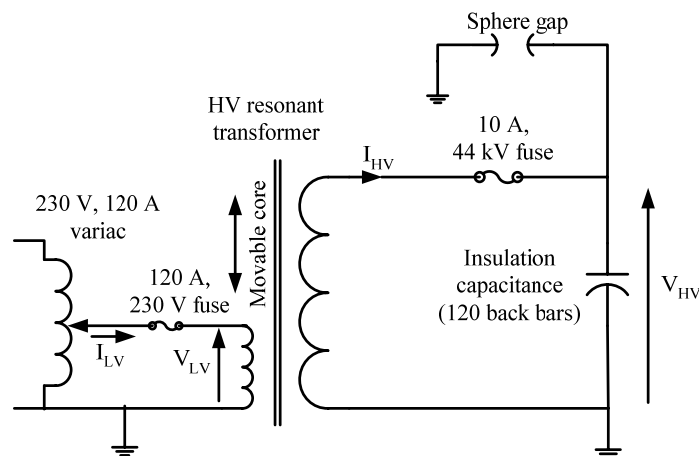 Sphere gap
HV resonant
transformer
10 A,
44 kV fuse
I_HV
230 V, 120 A
variac
Movable core
120 A,
230 V fuse
Insulation
capacitance
(120 back bars)
V_HV
I_LV
V_LV